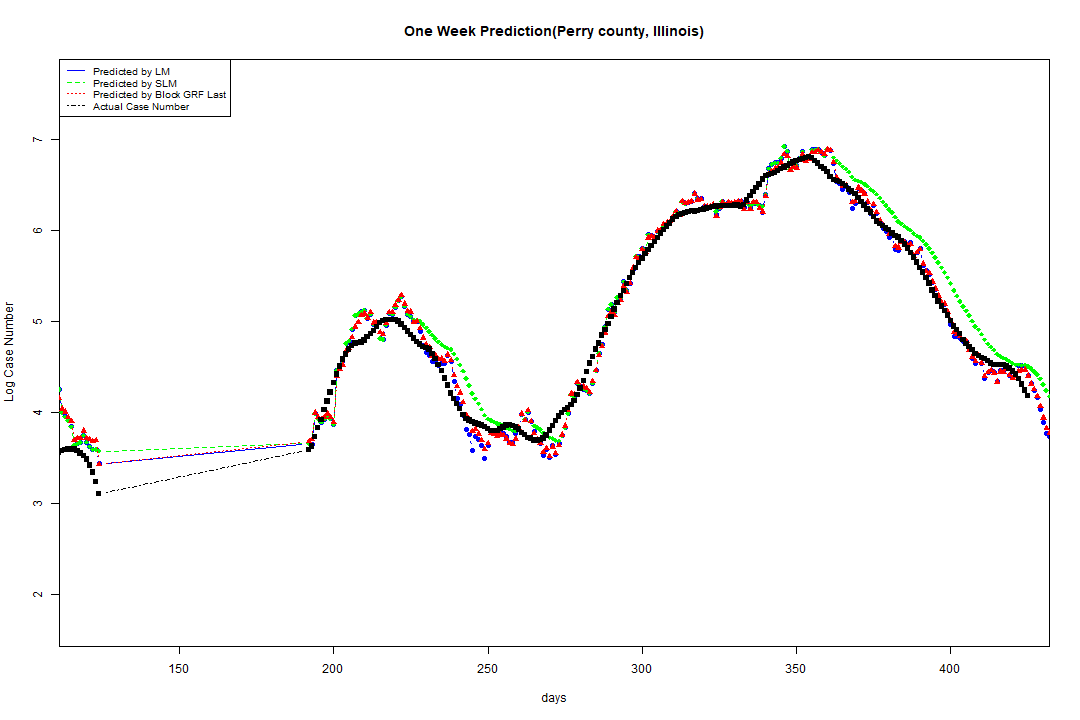 One Week Prediction(Perry county, Illinois)
Predicted by LM
Predicted by SLM
Predicted by Block GRF Last
Actual Case Number
Log Case Number
7
6
5
4
3
2
150 200 250 300 350 400
days